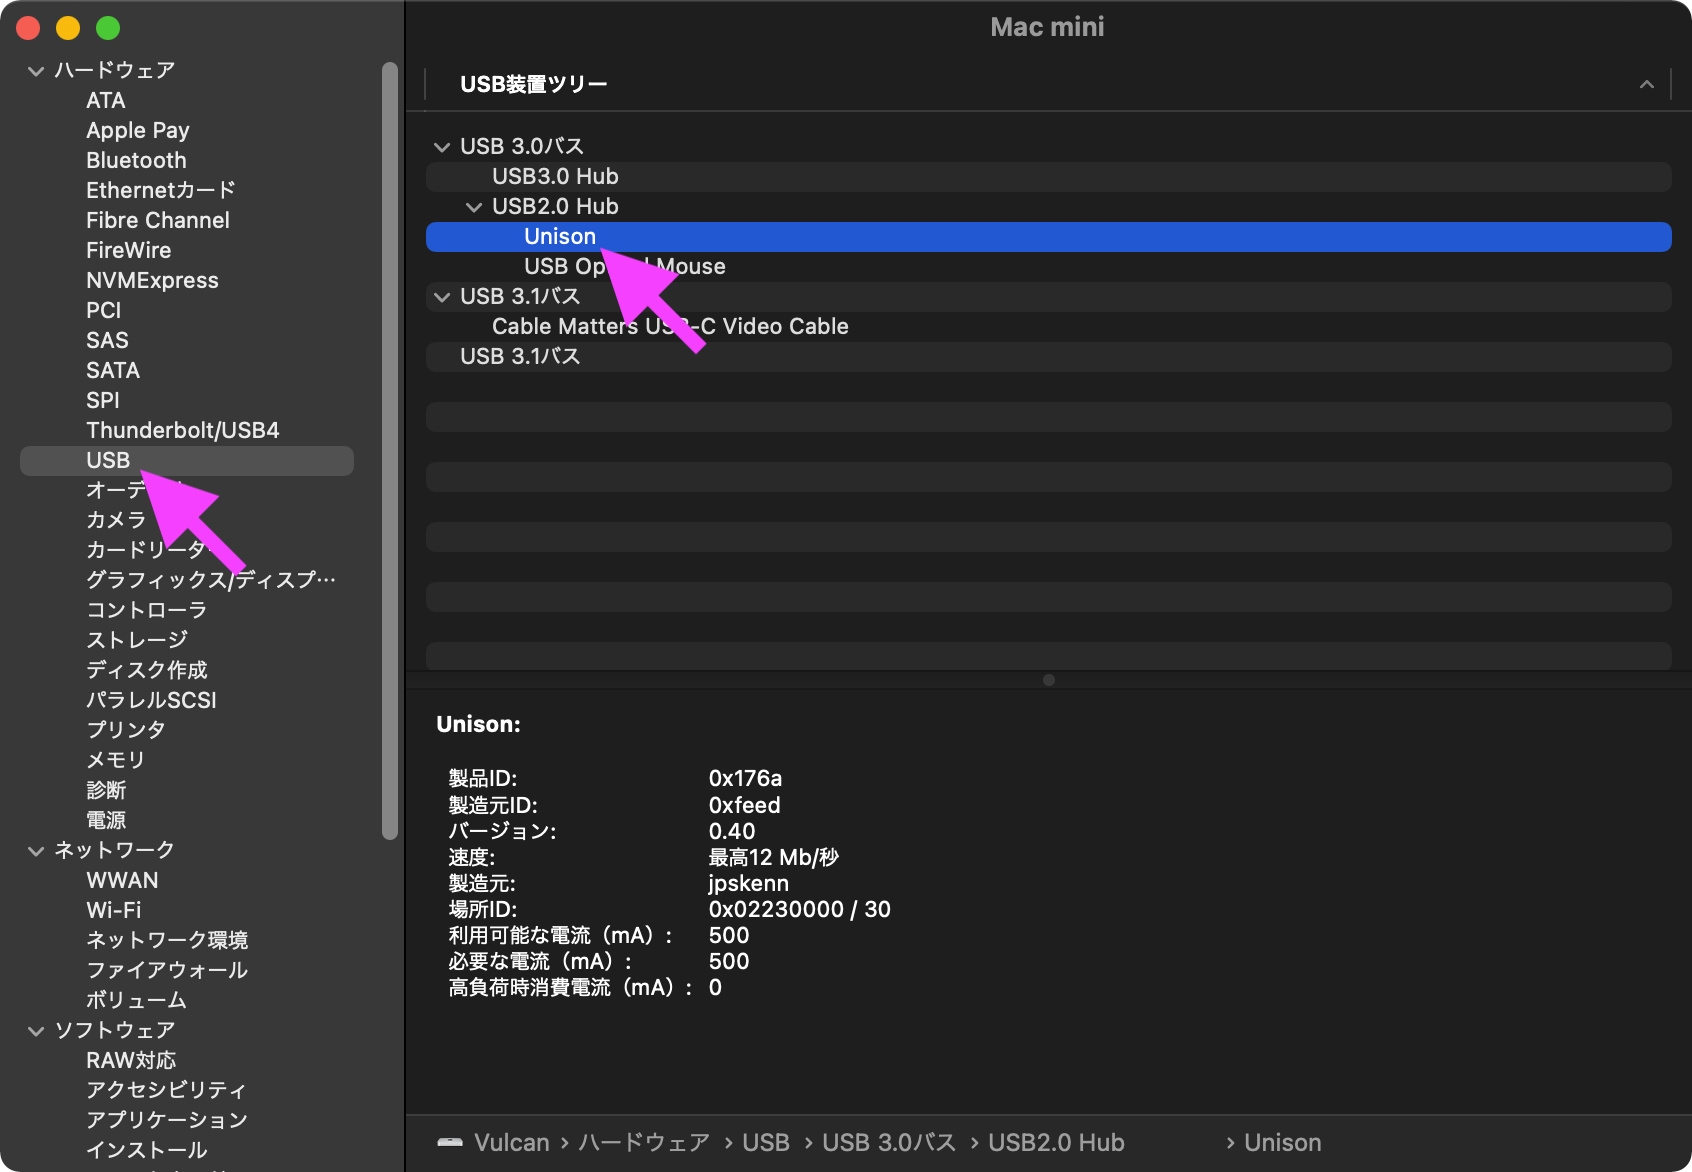 Mac mini
ハードウェア
ATA
Apple Pay
Bluetooth
Ethernetカード
Fibre Channel
FireWire
NVMExpress
PCI
SAS
SATA
SPI
Thunderbolt/USB4
USB
オーデ
カメラ
カードリーダ
グラフィックス/ディスプ…
コントローラ
ストレージ
ディスク作成
パラレルSCSI
プリンタ
メモリ
診断
電源
ネットワーク
WWAN
Wi-Fi
ネットワーク環境
ファイアウォール
ボリューム
ソフトウェア
RAW対応
アクセシビリティ
アプリケーション
インストール
USB装置ツリー
USB 3.0バス
USB3.0 Hub
USB2.0 Hub
Unison
USB Op l Mouse
USB 3.1バス
Cable Matters USB-C Video Cable
USB 3.1バス
Unison:
製品ID: 0x176a
製造元ID: 0xfeed
バージョン: 0.40
速度: 最高12 Mb/秒
製造元: jpskenn
場所ID: 0x02230000 / 30
利用可能な電流（mA）: 500
必要な電流（mA）: 500
高負荷時消費電流（mA）: 0
Vulcan › ハードウェア › USB › USB 3.0バス › USB2.0 Hub › Unison